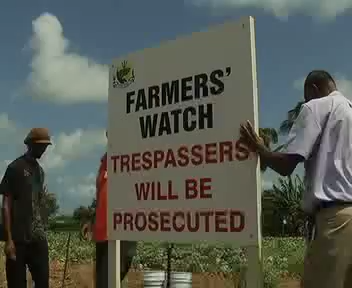 FARMERS'
WATCH
TRESPASSERS
WILL BE
PROSECUTED